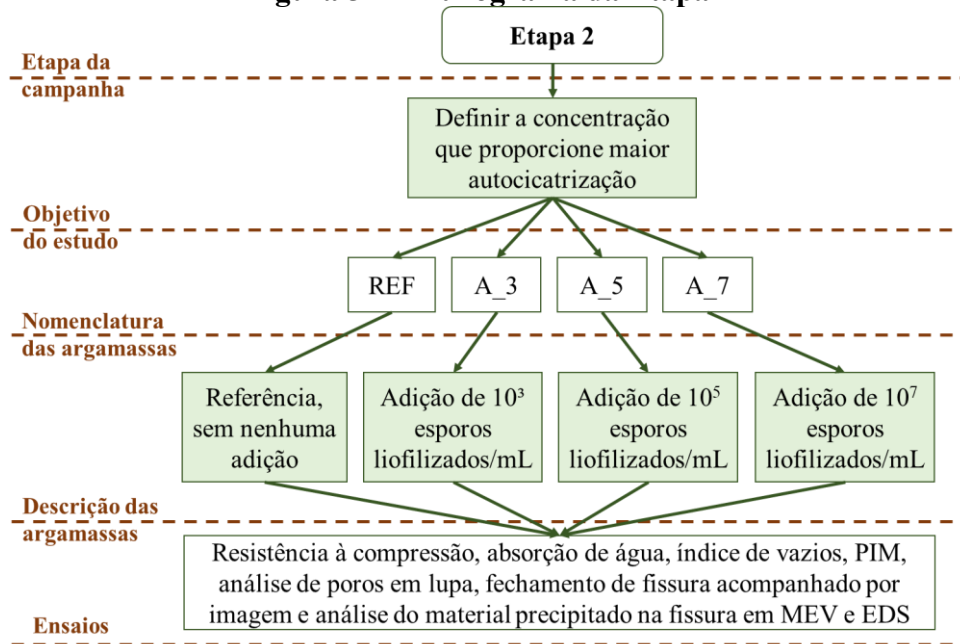 Etapa 2
Etapa da
campanha
Definir a concentração
que proporcione maior
autocicatrização
Objetivo
do estudo
REF
A_3
A_5
A_7
Nomenclatura
das argamassas
Referência,
sem nenhuma
adição
Adição de 10³
esporos
liofilizados/mL
Adição de 10⁵
esporos
liofilizados/mL
Adição de 10⁷
esporos
liofilizados/mL
Descrição das
argamassas
Resistência à compressão, absorção de água, índice de vazios, PIM,
análise de poros em lupa, fechamento de fissura acompanhado por
imagem e análise do material precipitado na fissura em MEV e EDS
Ensaios